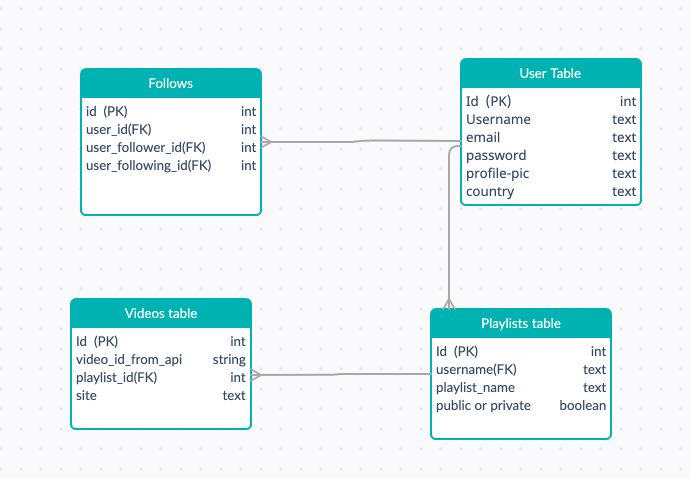 Follows
id (PK) int
user_id(FK) int
user_follower_id(FK) int
user_following_id(FK) int
User Table
Id (PK) int
Username text
email text
password text
profile-pic text
country text
Videos table
Id (PK) int
video_id_from_api string
playlist_id(FK) int
site text
Playlists table
Id (PK) int
username(FK) text
playlist_name text
public or private boolean